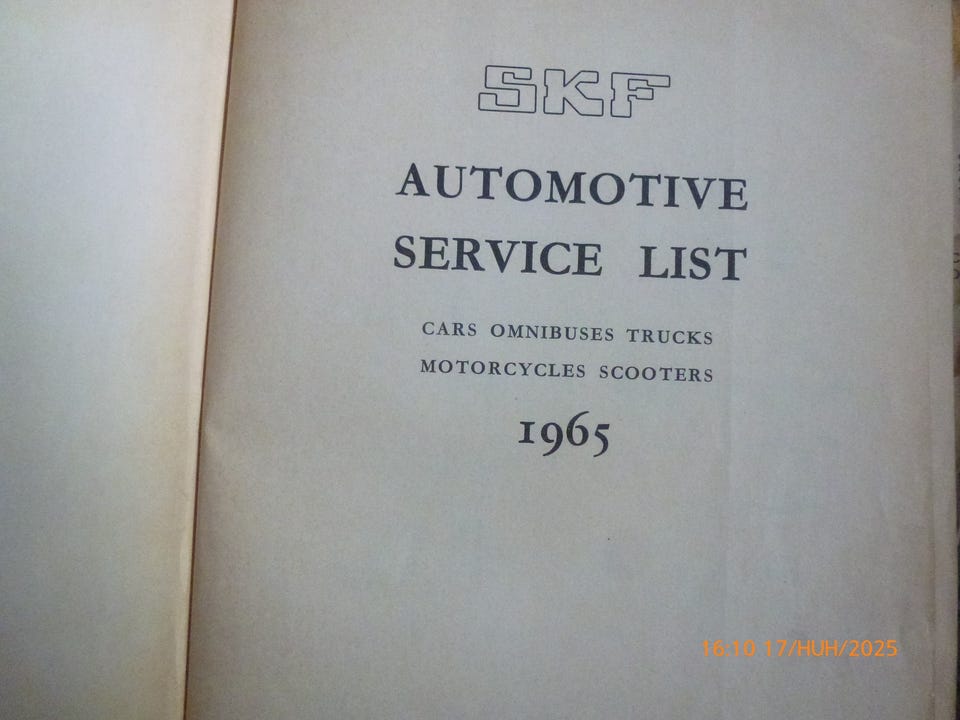 SKF
AUTOMOTIVE
SERVICE LIST
CARS OMNIBUSES TRUCKS
MOTORCYCLES SCOOTERS
1965
16:10 17/HUH/2025